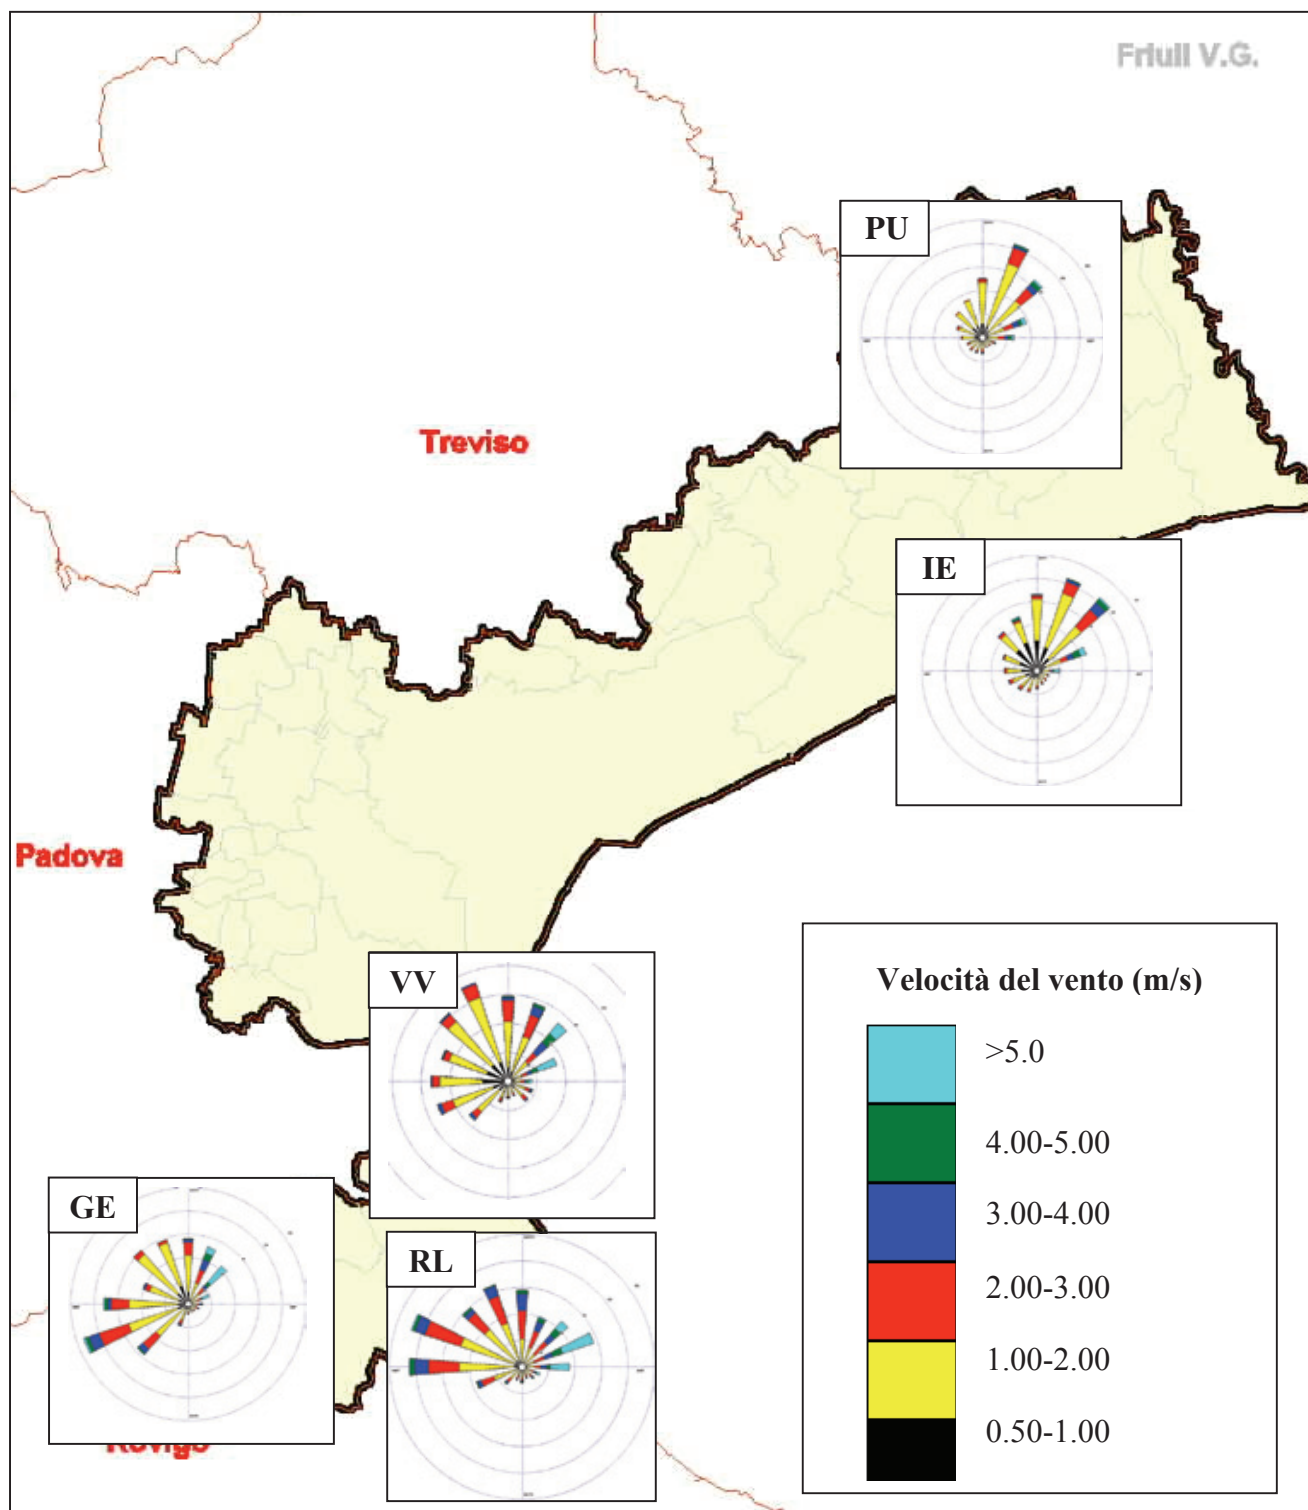 Friuli V.G.
PU
Treviso
IE
Padova
VV
Velocità del vento (m/s)
>5.0
4.00-5.00
3.00-4.00
2.00-3.00
1.00-2.00
0.50-1.00
GE
RL
Rovigo